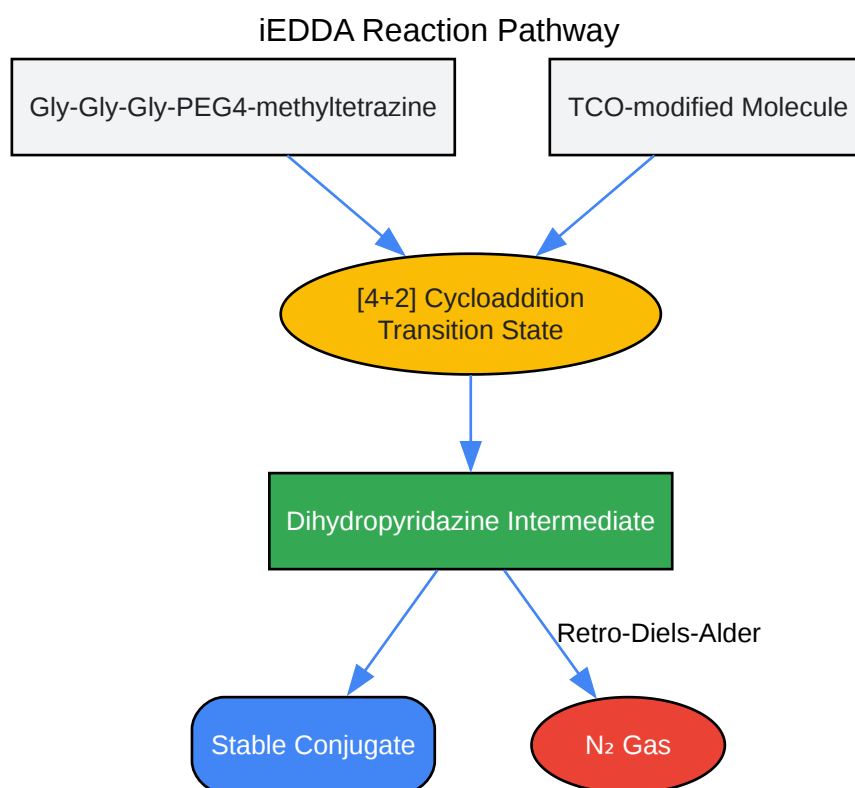 iEDDA Reaction Pathway
Gly-Gly-Gly-PEG4-methyltetrazine
TCO-modified Molecule
[4+2] Cycloaddition
Transition State
Dihydropyridazine Intermediate
Retro-Diels-Alder
Stable Conjugate
N₂ Gas